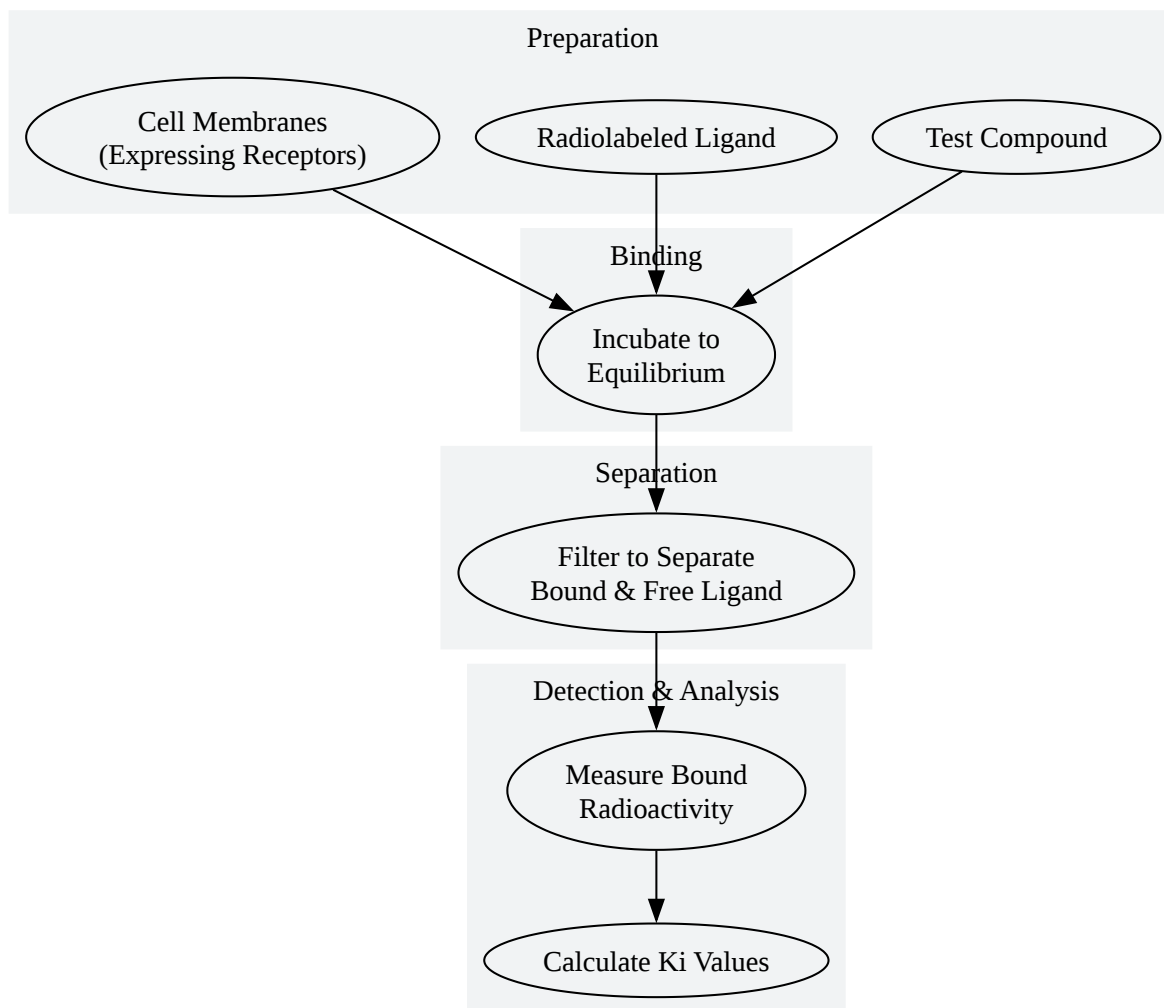 Preparation
Cell Membranes
(Expressing Receptors)
Radiolabeled Ligand
Test Compound
Binding
Incubate to
Equilibrium
Separation
Filter to Separate
Bound & Free Ligand
Detection & Analysis
Measure Bound
Radioactivity
Calculate Ki Values